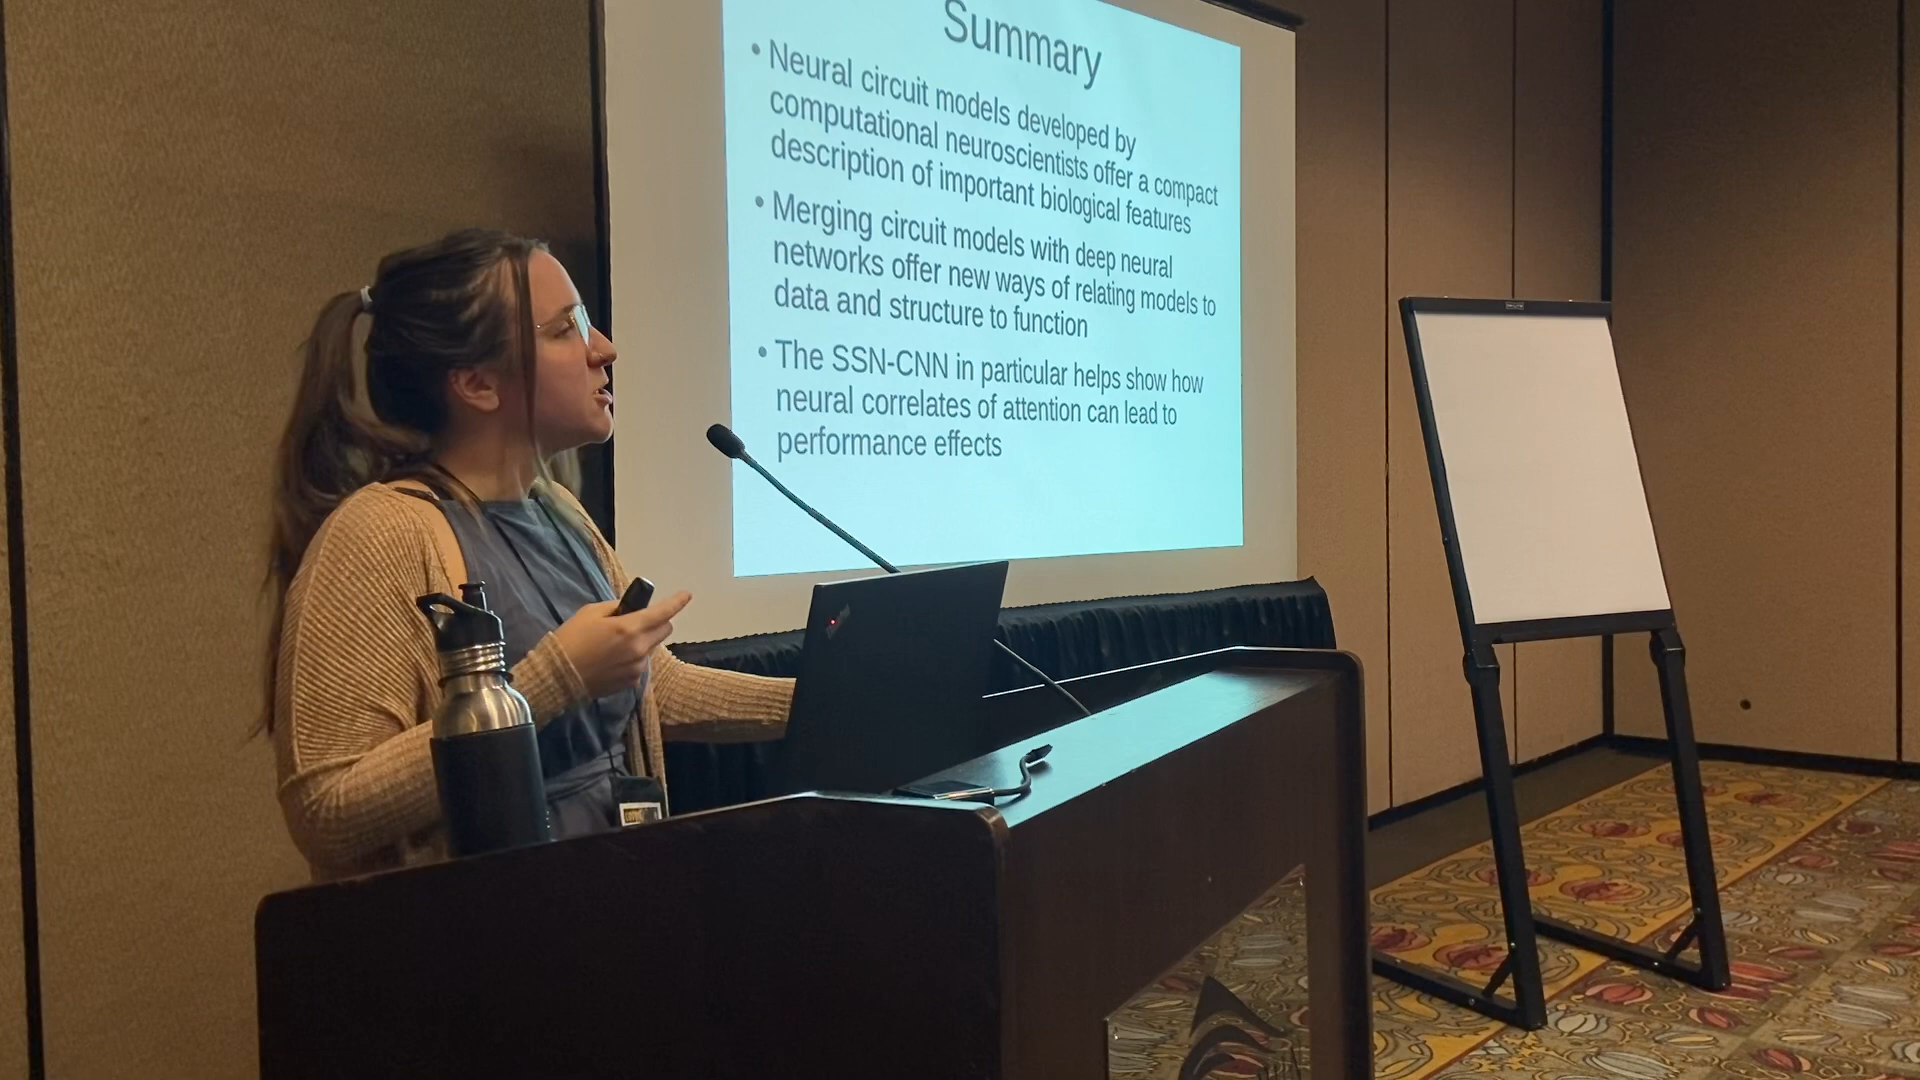 Summary
• Neural circuit models developed by
computational neuroscientists offer a compact
description of important biological features
• Merging circuit models with deep neural
networks offer new ways of relating models to
data and structure to function
• The SSN-CNN in particular helps show how
neural correlates of attention can lead to
performance effects